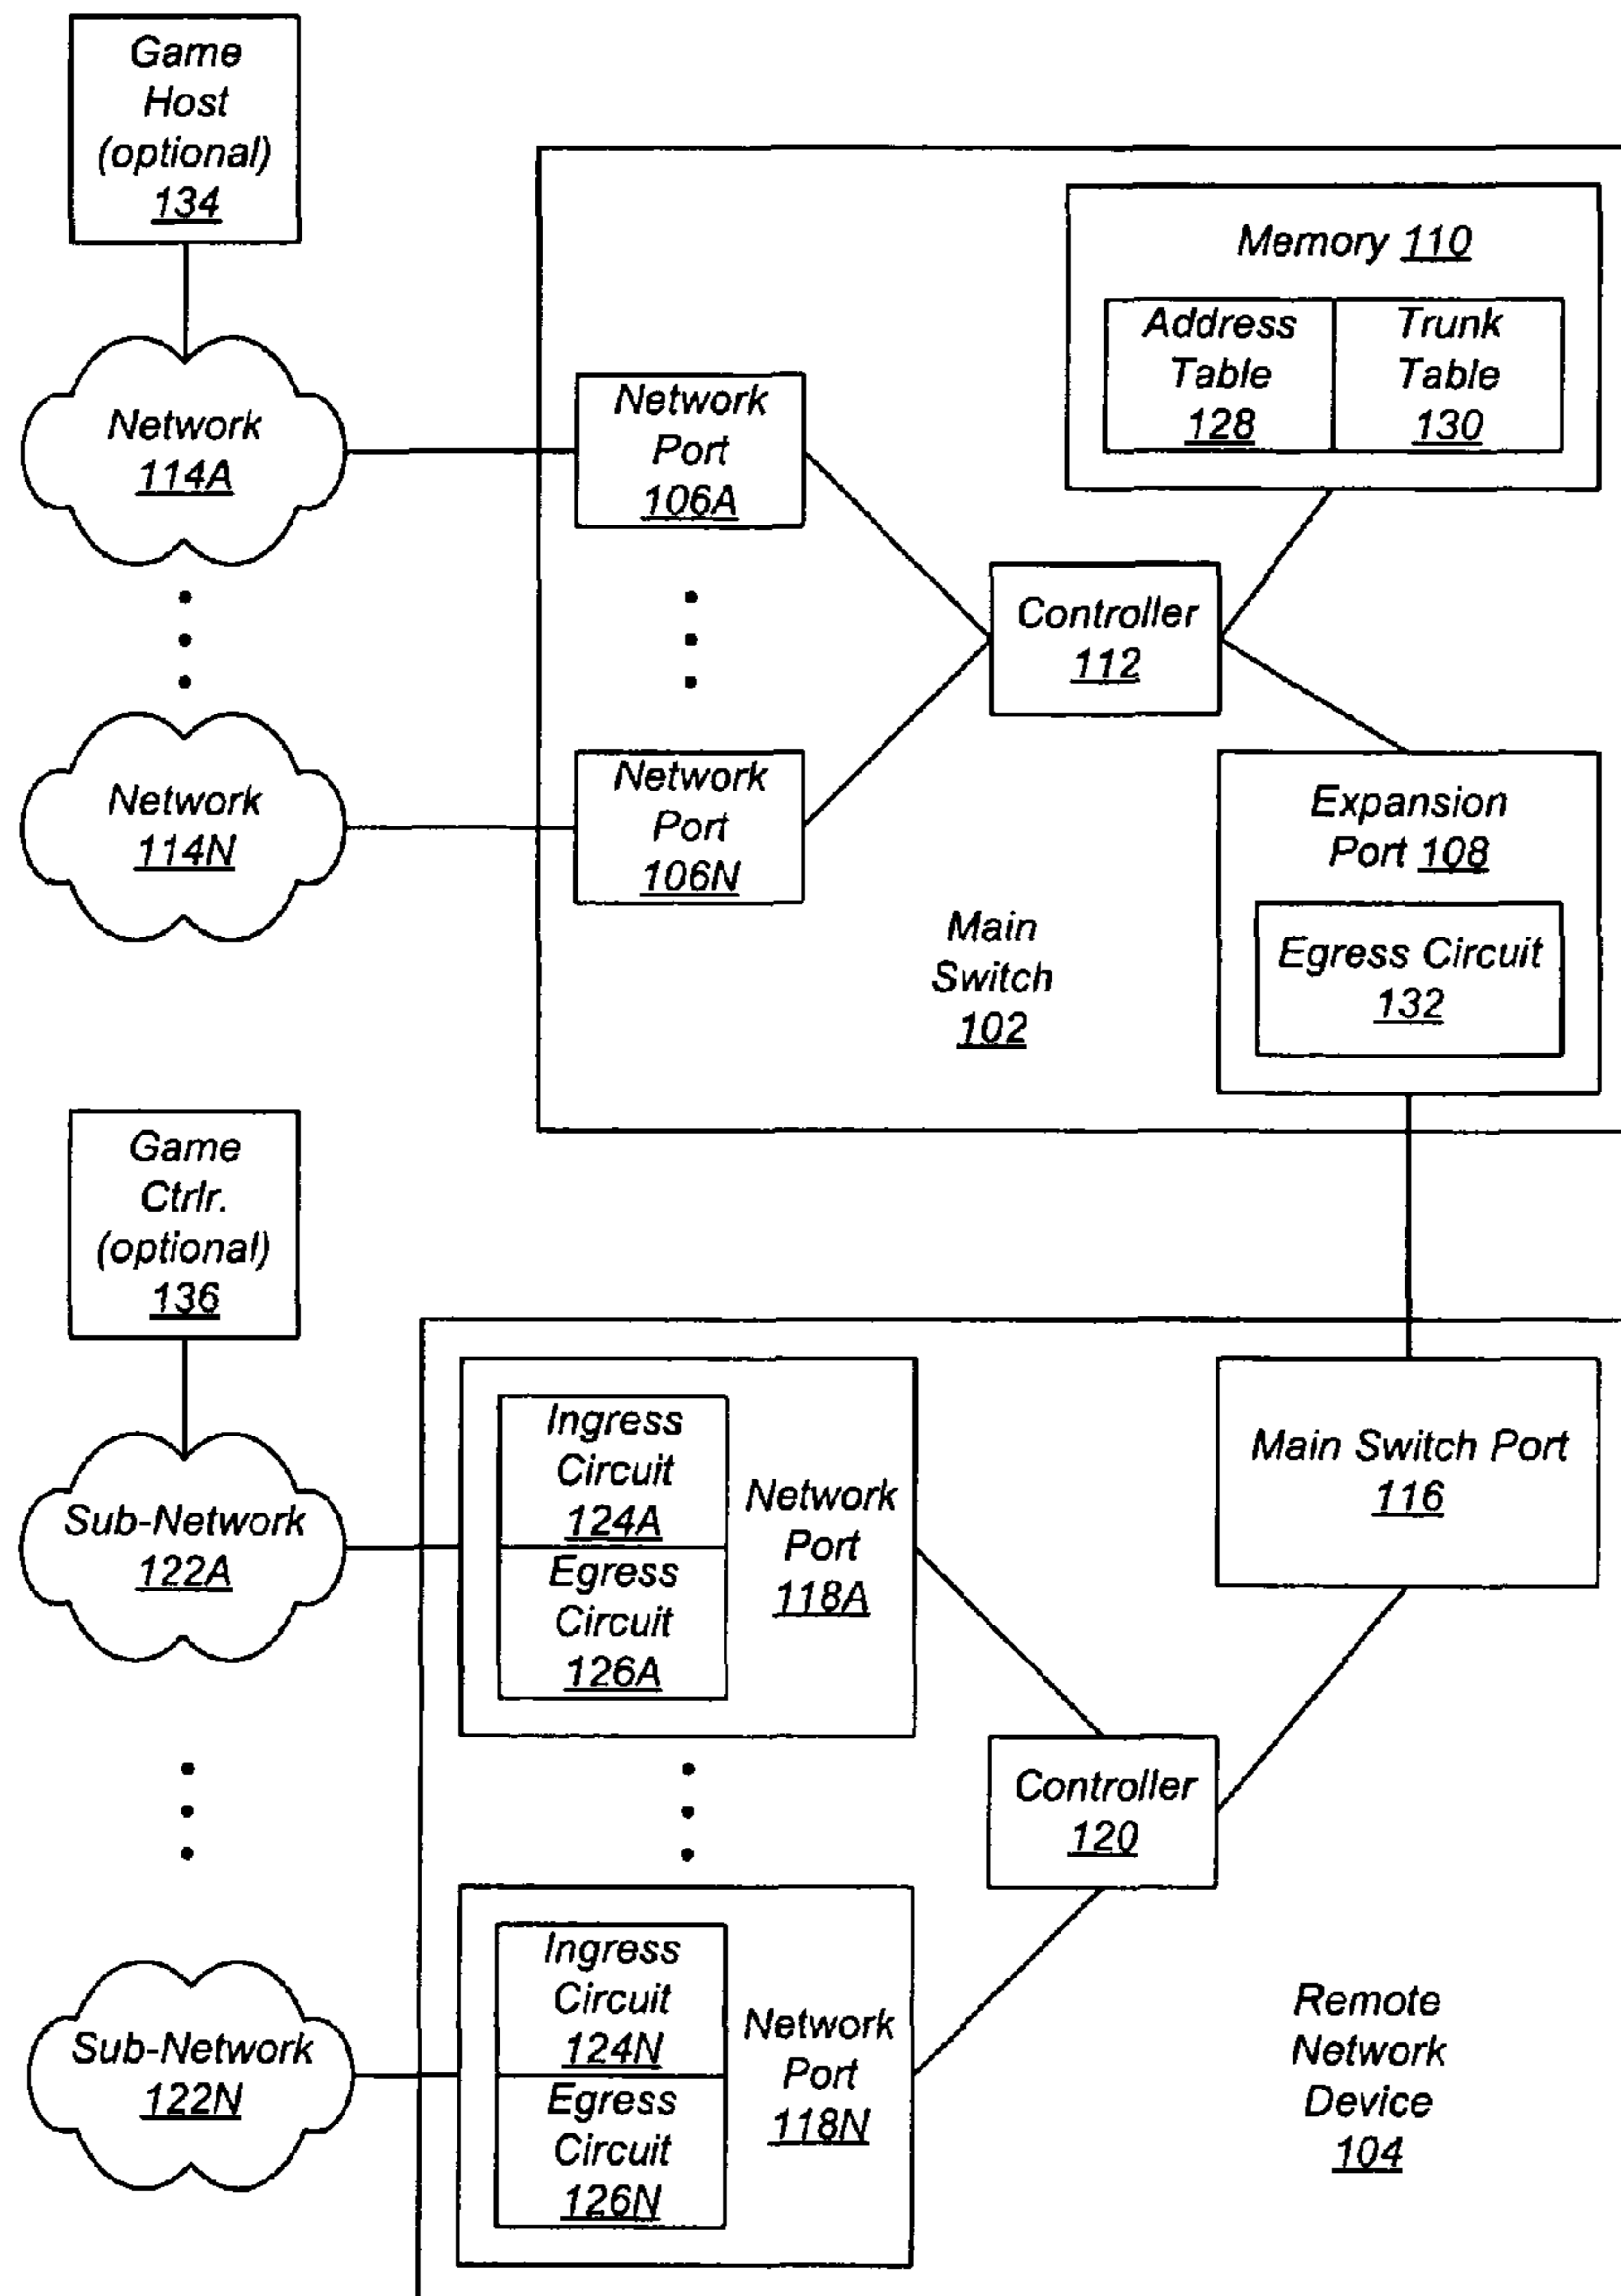 Game
Host
(optional)
134
Memory 110
Address
Table
128
Trunk
Table
130
Network
114A
Network
Port
106A
Controller
112
Network
114N
Network
Port
106N
Expansion
Port 108
Egress Circuit
132
Main
Switch
102
Game
Ctrlr.
(optional)
136
Main Switch Port
116
Sub-Network
122A
Ingress
Circuit
124A
Egress
Circuit
126A
Network
Port
118A
Controller
120
Sub-Network
122N
Ingress
Circuit
124N
Egress
Circuit
126N
Network
Port
118N
Remote
Network
Device
104